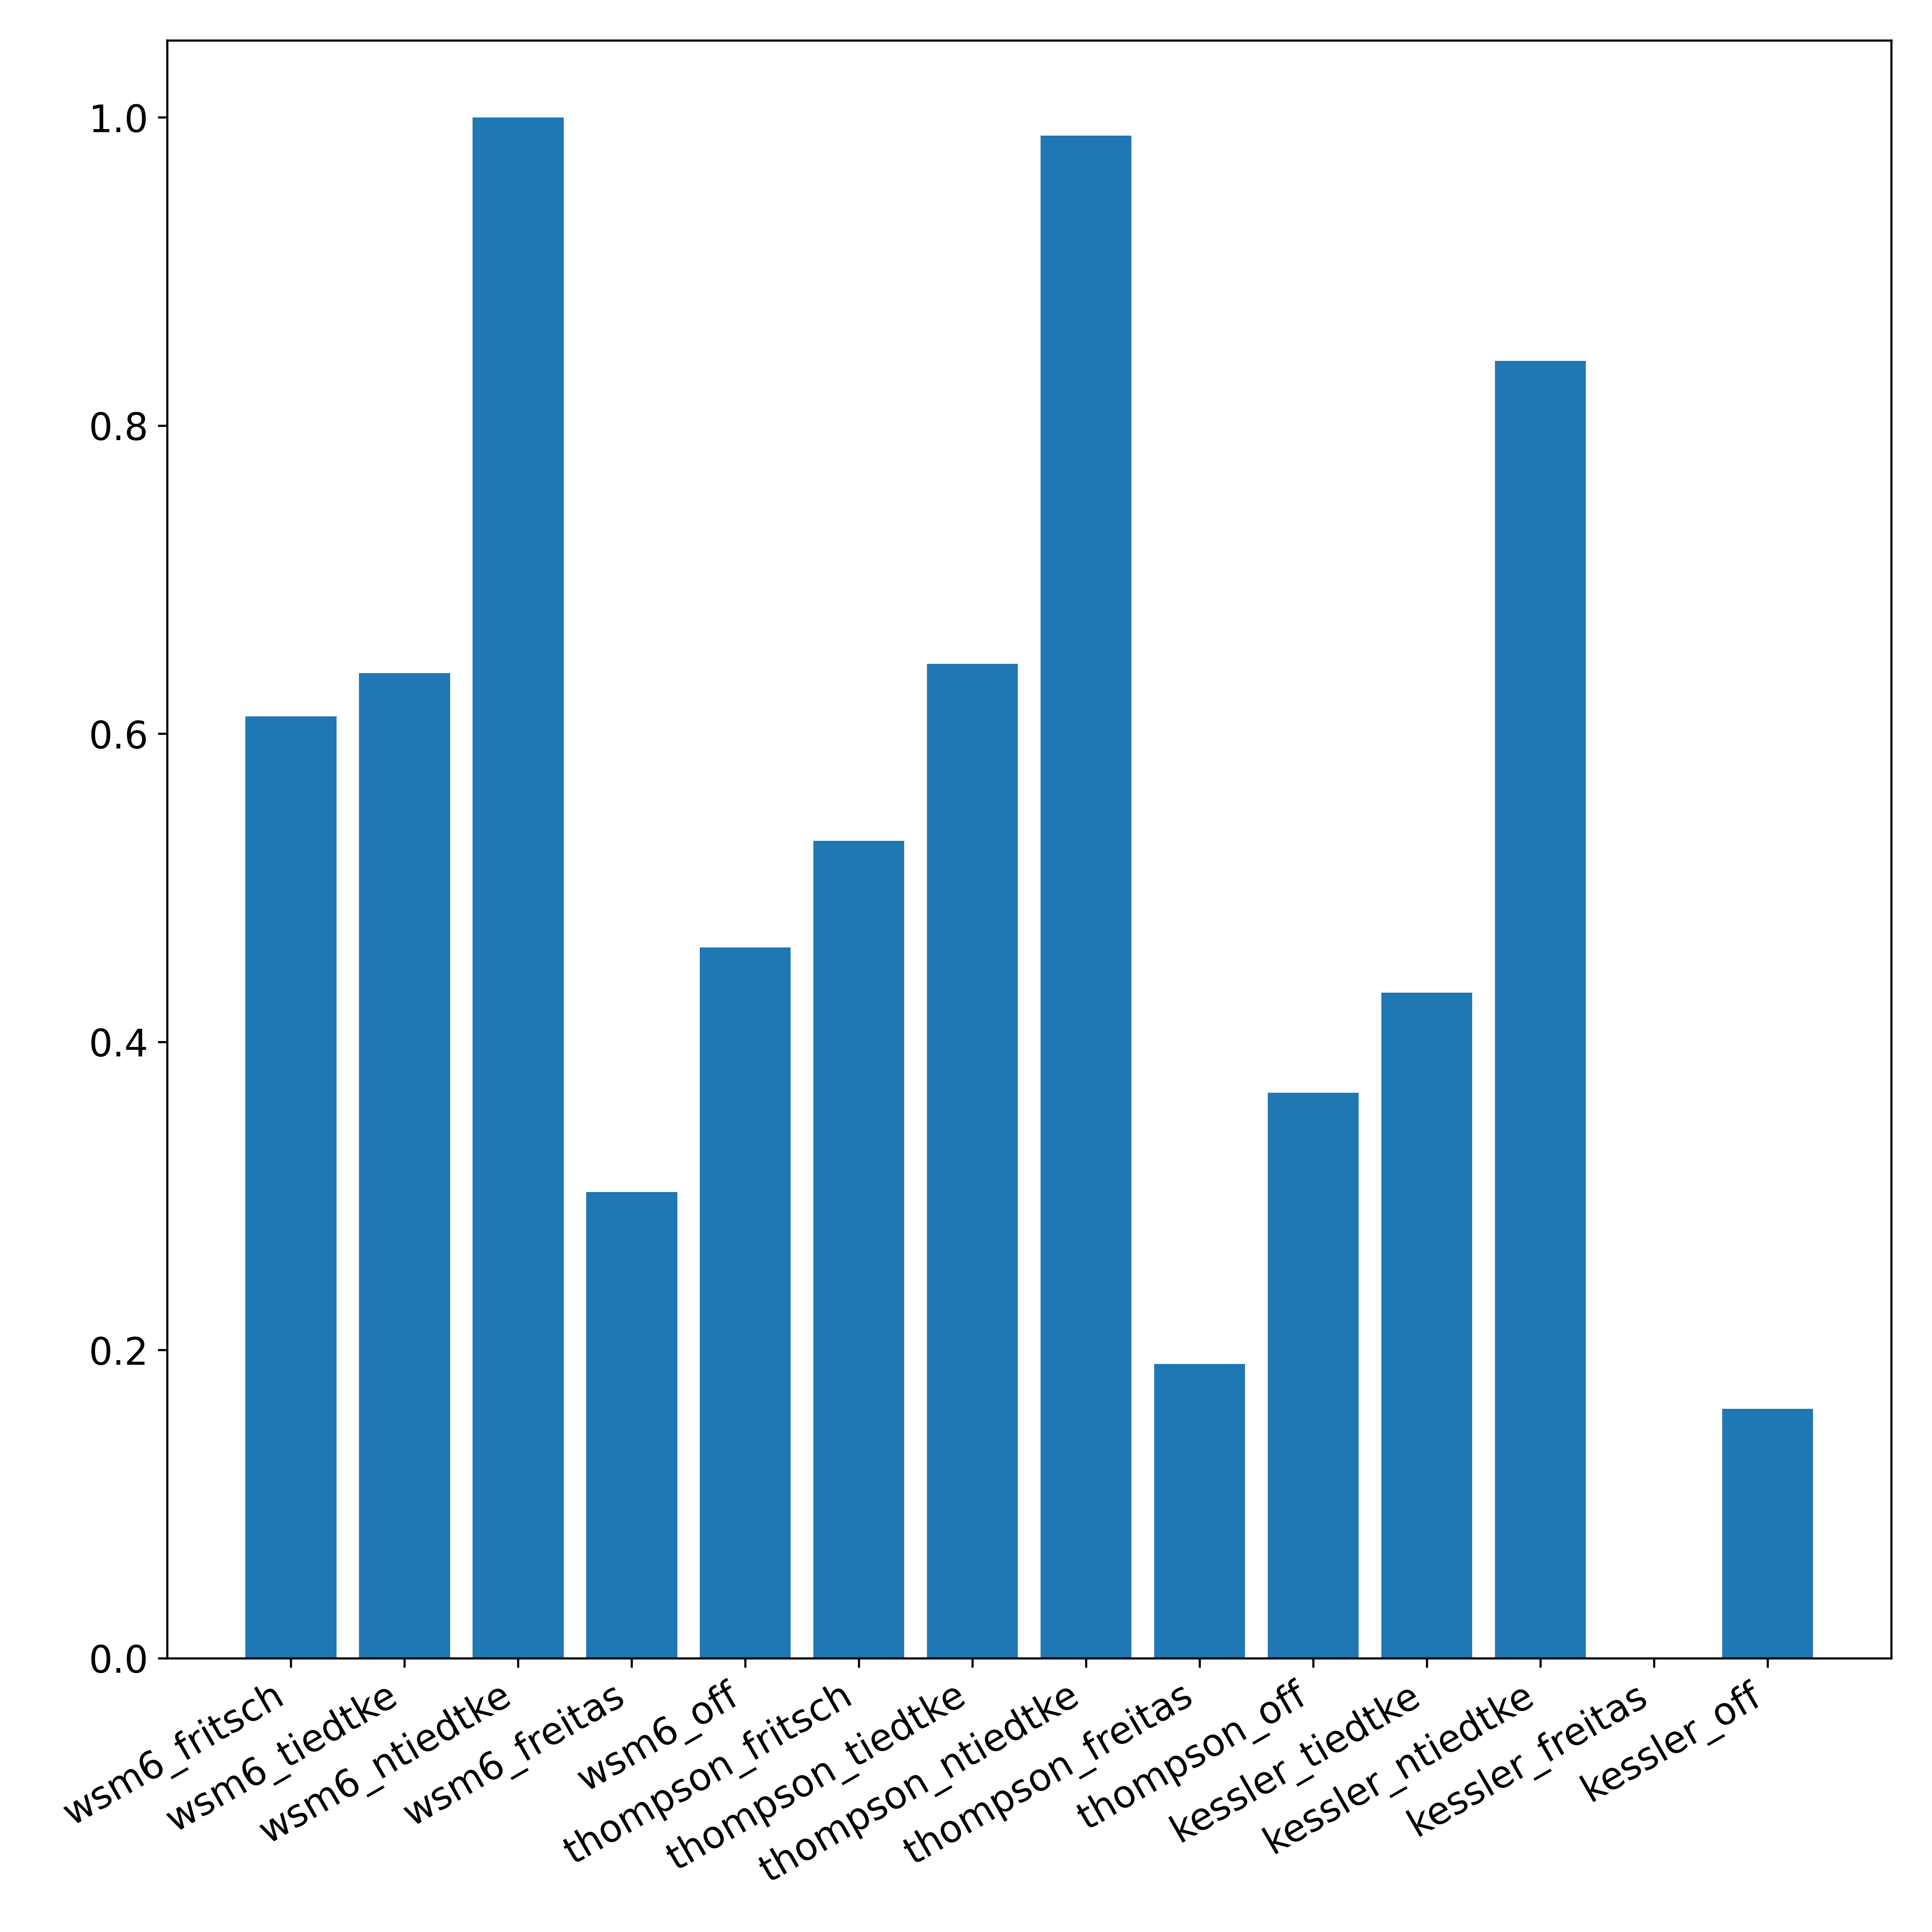 1.0
0.8
0.6
0.4
0.2
0.0
wsm6_fritsch
wsm6_tiedtke
wsm6_ntiedtke
wsm6_freitas
wsm6_off
thompson_fritsch
thompson_tiedtke
thompson_ntiedtke
thompson_freitas
thompson_off
kessler_tiedtke
kessler_ntiedtke
kessler_freitas
kessler_off